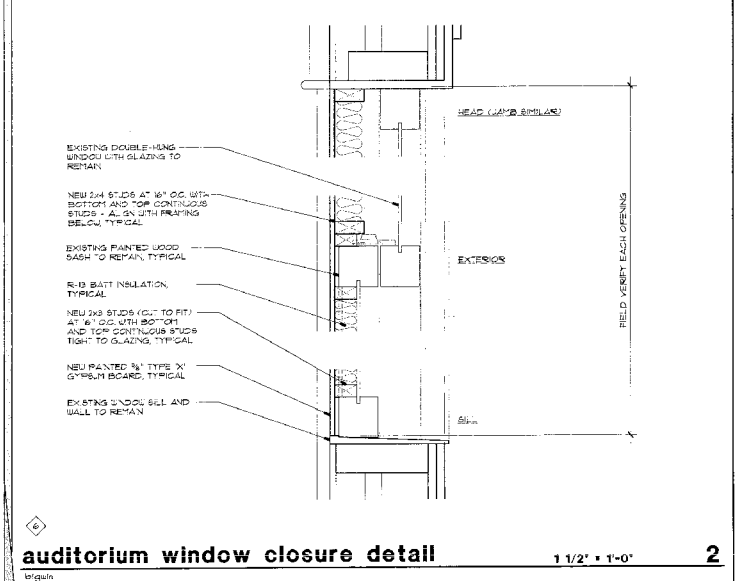 HEAD (JAMB SIMILAR)
EXISTING DOUBLE-HUNG
WINDOW WITH GLAZING TO
REMAIN
NEW 2x4 STUDS AT 16" O.C. WITH
BOTTOM AND TOP CONTINUOUS
STUDS - ALIGN WITH FRAMING
BELOW, TYPICAL
EXISTING PAINTED WOOD
SASH TO REMAIN, TYPICAL
EXTERIOR
FIELD VERIFY EACH OPENING
R-13 BATT INSULATION,
TYPICAL
NEW 2x3 STUDS (CUT TO FIT)
AT 16" O.C. WITH BOTTOM
AND TOP CONTINUOUS STUDS
TIGHT TO GLAZING, TYPICAL
NEW PAINTED 5/8" TYPE 'X'
GYPSUM BOARD, TYPICAL
EXISTING WINDOW SILL AND
WALL TO REMAIN
SILL
6
auditorium window closure detail
1 1/2" = 1'-0"
2